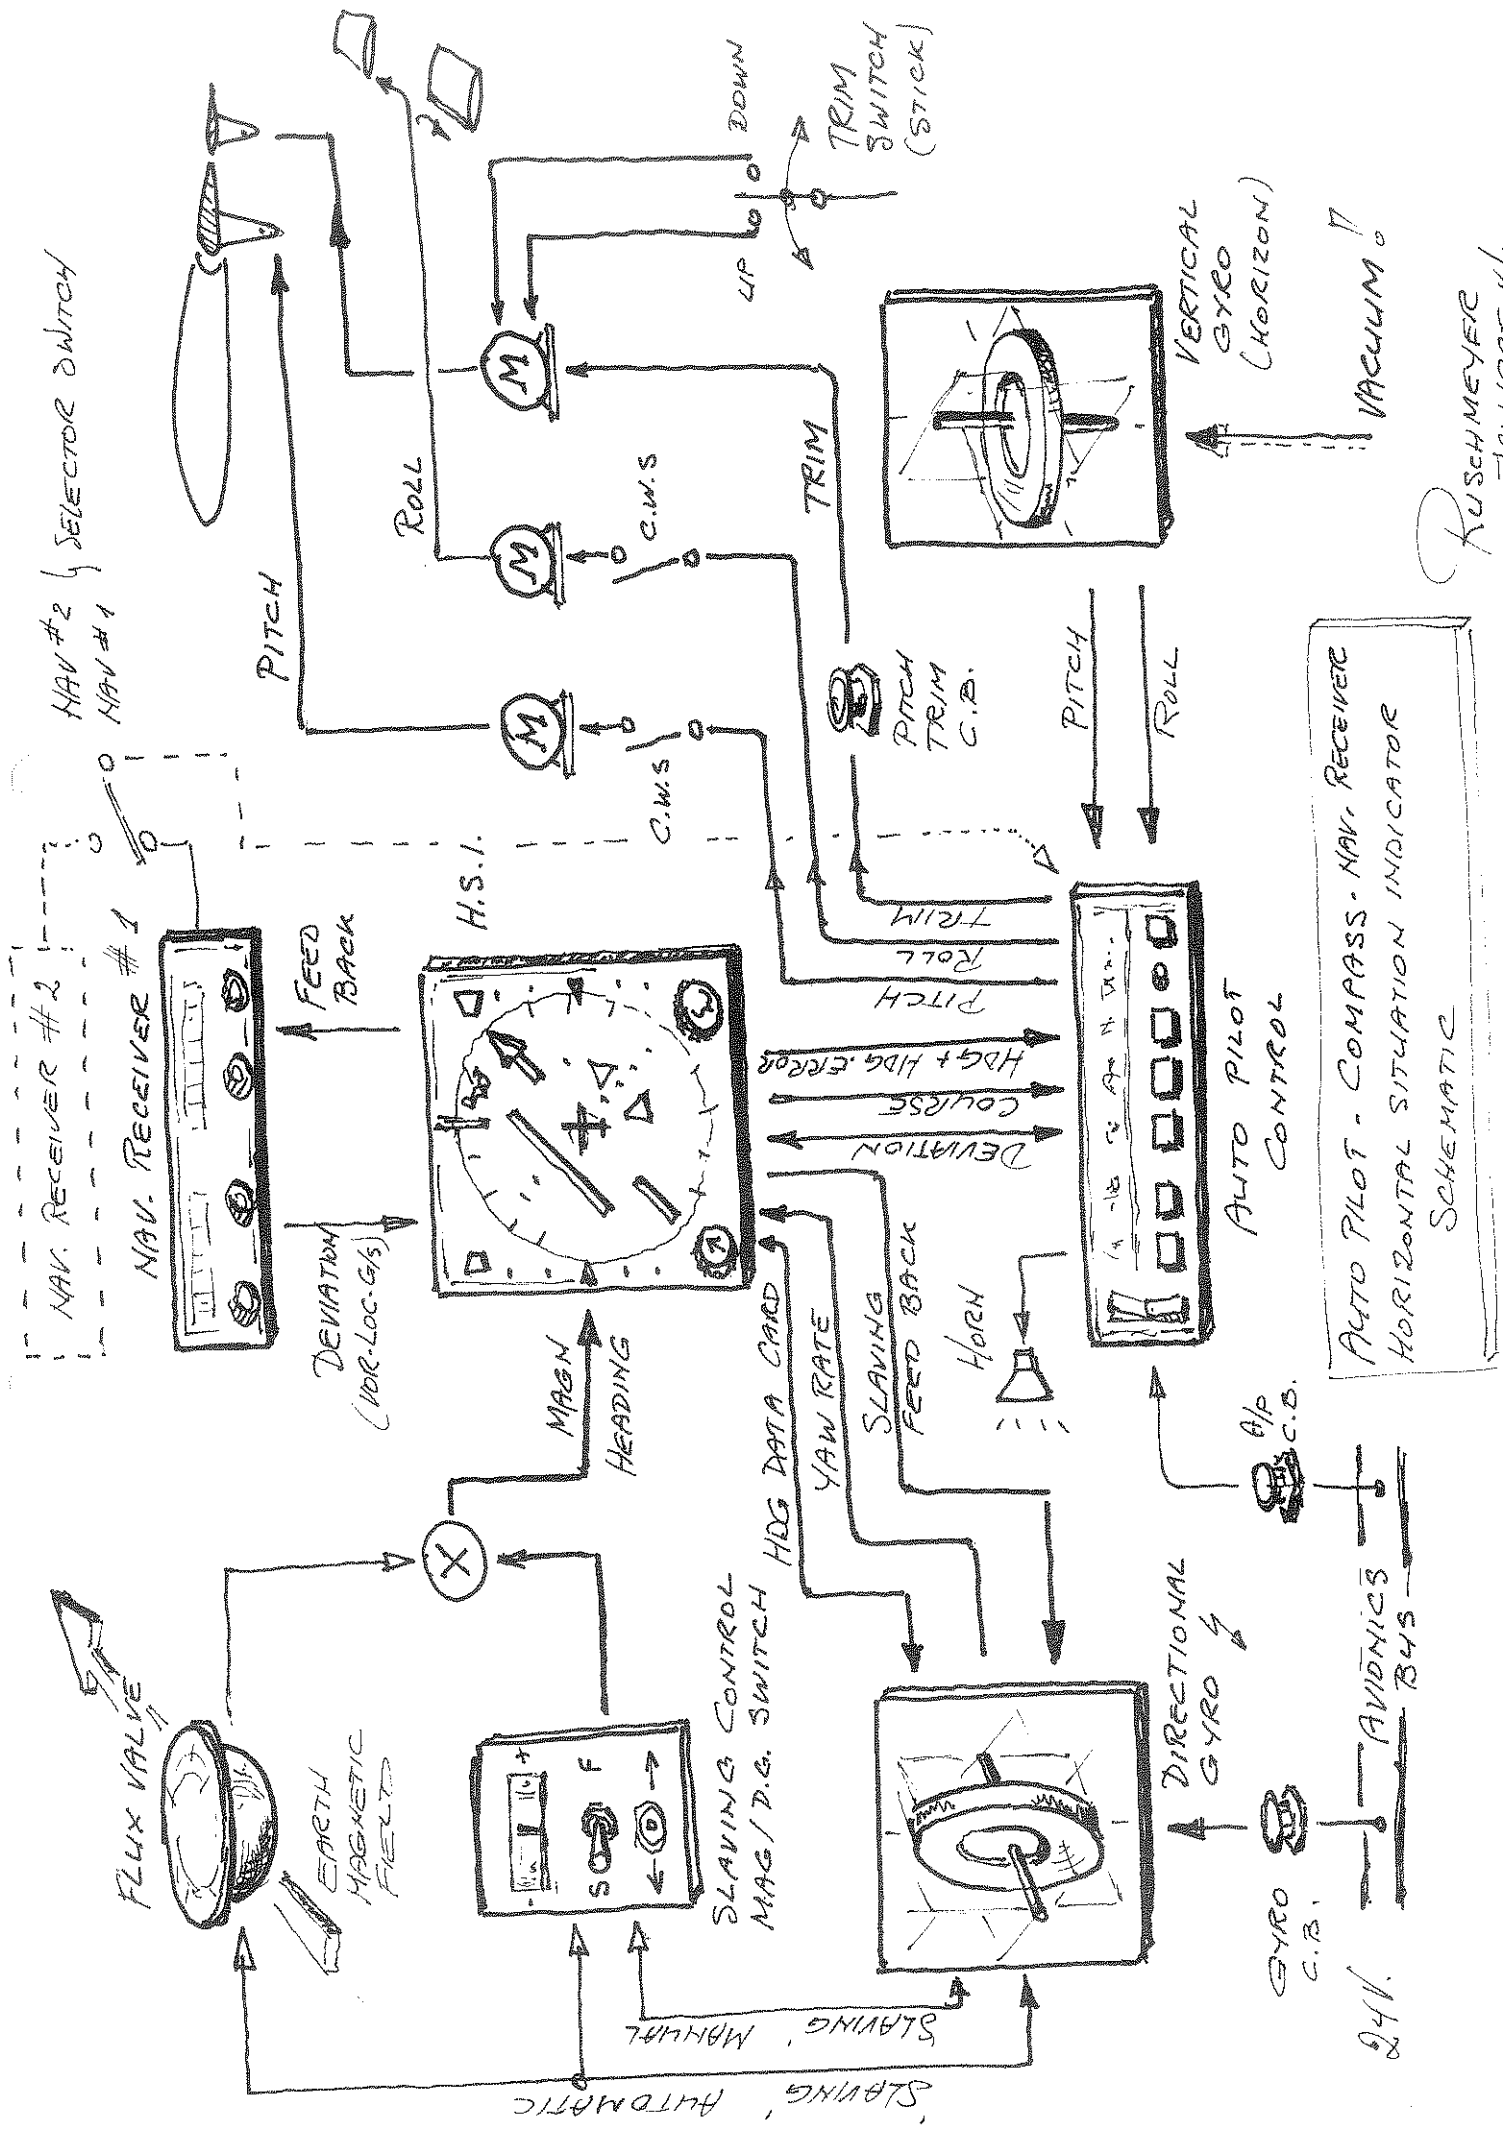 NAV. RECEIVER #2
NAV #2
NAV #1
SELECTOR SWITCH
NAV. RECEIVER #1
FLUX VALVE
EARTH
MAGNETIC
FIELD
DEVIATION
(VOR-LOC-G/S)
FEED
BACK
PITCH
ROLL
H.S.I.
MAGN
HEADING
X
M
M
M
C.W.S
C.W.S
- +
S F
SLAVING CONTROL
MAG/D.G. SWITCH
HDG DATA CARD
YAW RATE
SLAVING
FEED BACK
HORN
DEVIATION
COURSE
HDG + HDG.ERROR
PITCH
ROLL
TRIM
PITCH
TRIM
C.B.
TRIM
UP
DOWN
TRIM
SWITCH
(STICK)
'SLAVING' AUTOMATIC
'SLAVING' MANUAL
DIRECTIONAL
GYRO
AUTO PILOT
CONTROL
PITCH
ROLL
VERTICAL
GYRO
(HORIZON)
VACUUM!
GYRO
C.B.
A/P
C.B.
24V.
AVIONICS
BUS
AUTO PILOT - COMPASS - NAV. RECEIVER
HORIZONTAL SITUATION INDICATOR
SCHEMATIC
RUSCHMEYER